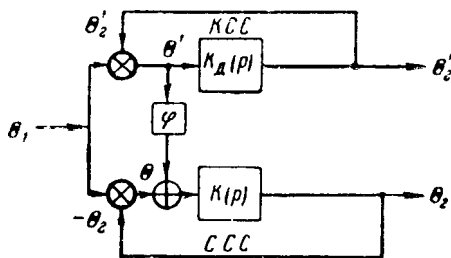 θ₂′ θ′ КСС
K_Д(p) θ₂′
φ
θ₁
θ K(p) θ₂
-θ₂ ССС